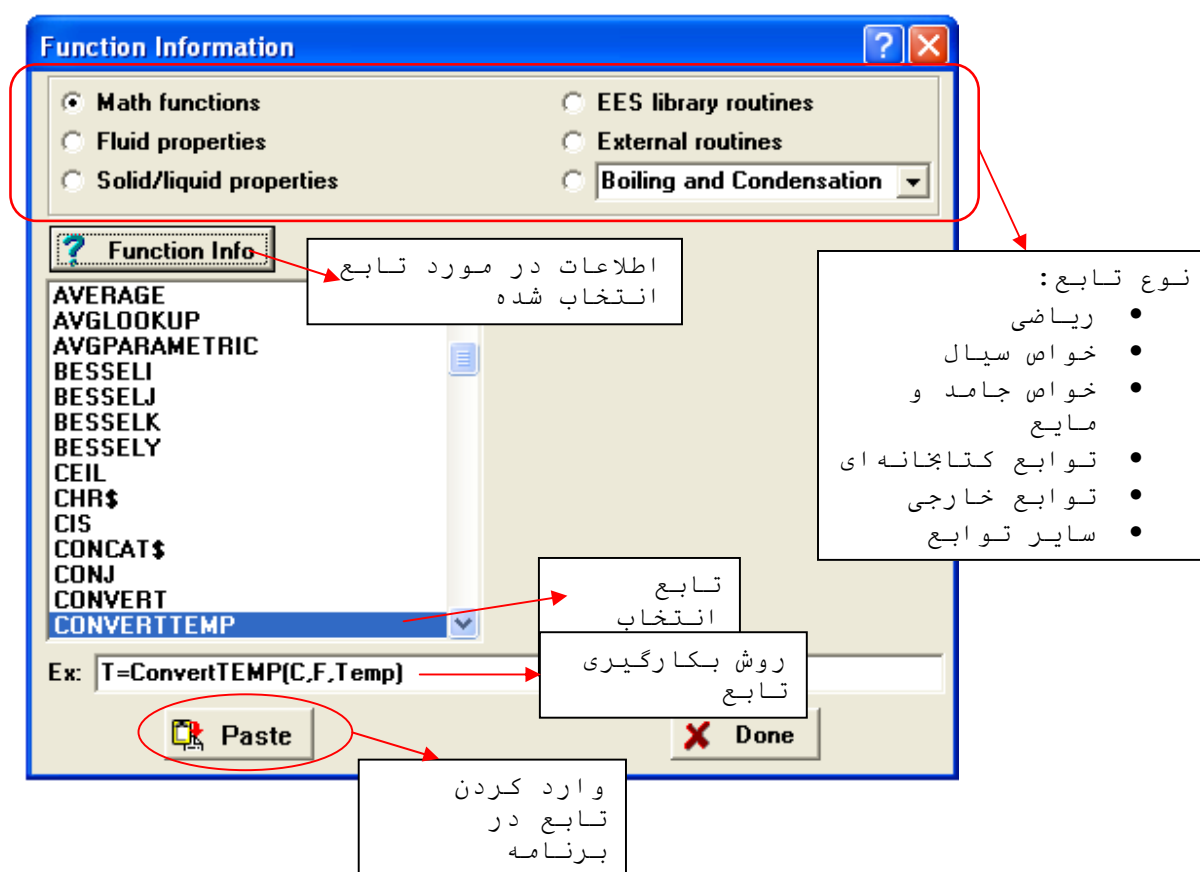 Function Information
Math functions
Fluid properties
Solid/liquid properties
EES library routines
External routines
Boiling and Condensation
Function Info
اطلاعات در مورد تابع
انتخاب شده
نوع تابع:
• ریاضی
• خواص سیال
• خواص جامد و
مایع
• توابع کتابخانه ای
• توابع خارجی
• سایر توابع
AVERAGE
AVGLOOKUP
AVGPARAMETRIC
BESSELI
BESSELJ
BESSELK
BESSELY
CEIL
CHR$
CIS
CONCAT$
CONJ
CONVERT
CONVERTTEMP
تابع
انتخاب
Ex: T=ConvertTEMP(C,F,Temp)
روش بکارگیری
تابع
Paste
Done
وارد کردن
تابع در
برنامه